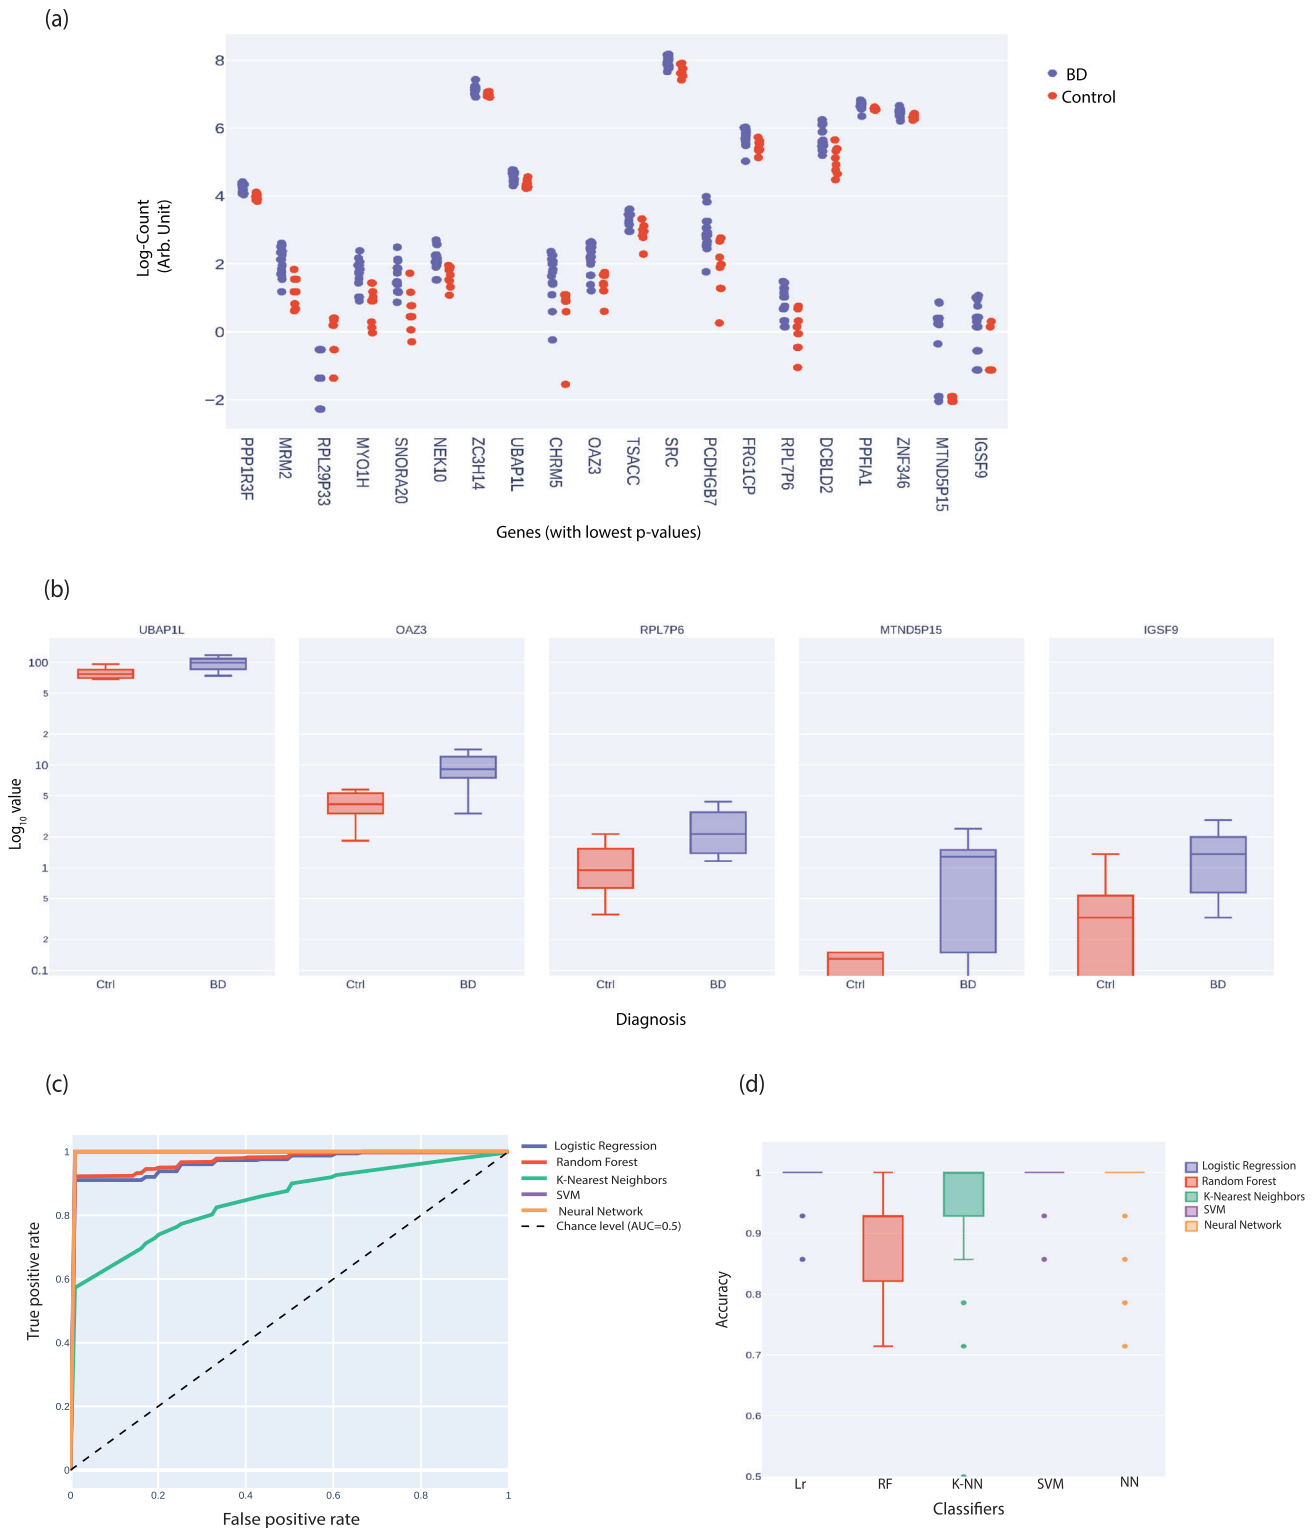 (a)
8
6
4
2
0
−2
Log-Count
(Arb. Unit)
BD
Control
PPP1R3F
MRM2
RPL29P33
MYO1H
SNORA20
NEK10
ZC3H14
UBAP1L
CHRM5
OAZ3
TSACC
SRC
PCDHGB7
FRG1CP
RPL7P6
DCBLD2
PPFIA1
ZNF346
MTND5P15
IGSF9
Genes (with lowest p-values)
(b)
UBAP1L
OAZ3
RPL7P6
MTND5P15
IGSF9
100
5
2
10
5
2
1
5
2
0.1
Log10 value
Ctrl BD
Ctrl BD
Ctrl BD
Ctrl BD
Ctrl BD
Diagnosis
(c)
1
0.8
0.6
0.4
0.2
0
True positive rate
0 0.2 0.4 0.6 0.8 1
False positive rate
Logistic Regression
Random Forest
K-Nearest Neighbors
SVM
Neural Network
Chance level (AUC=0.5)
(d)
1
0.9
0.8
0.7
0.6
0.5
Accuracy
Lr RF K-NN SVM NN
Classifiers
Logistic Regression
Random Forest
K-Nearest Neighbors
SVM
Neural Network